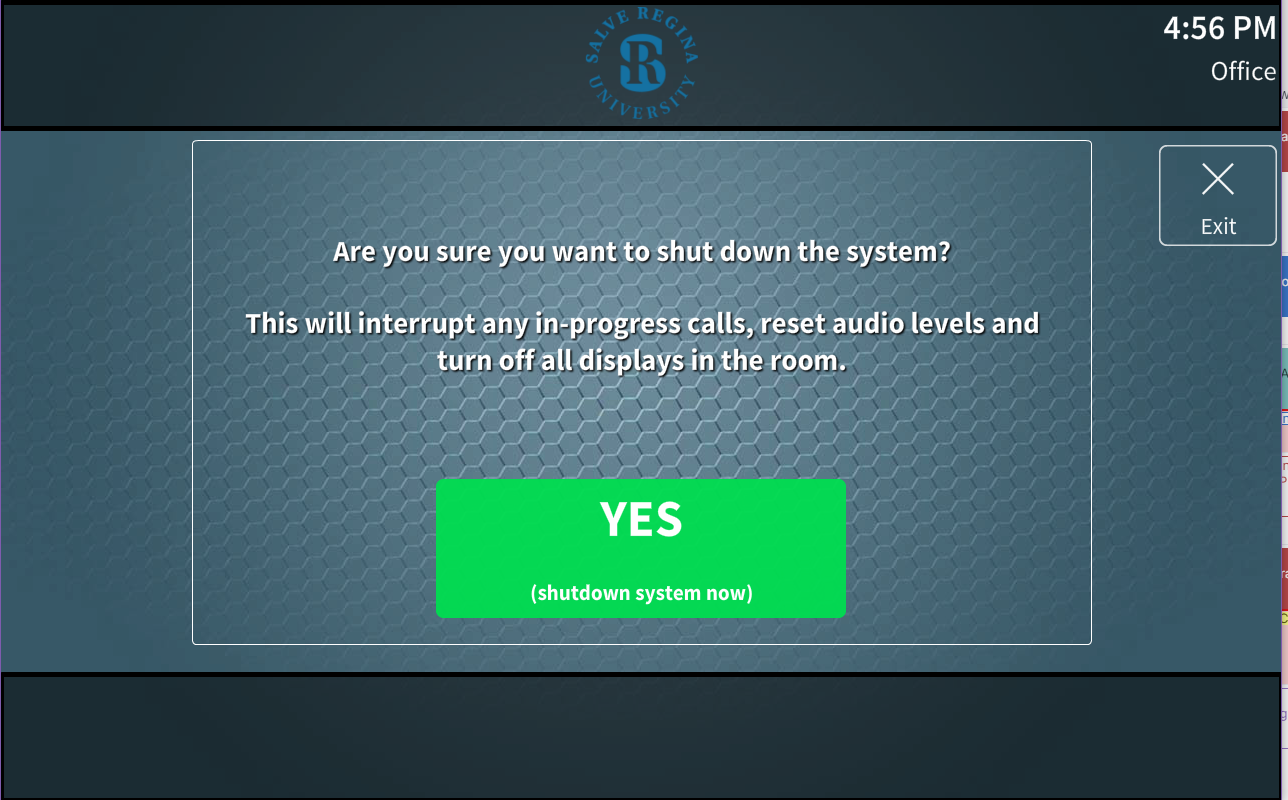 SALVE REGINA
UNIVERSITY
4:56 PM
Office
Exit
Are you sure you want to shut down the system?
This will interrupt any in-progress calls, reset audio levels and
turn off all displays in the room.
YES
(shutdown system now)